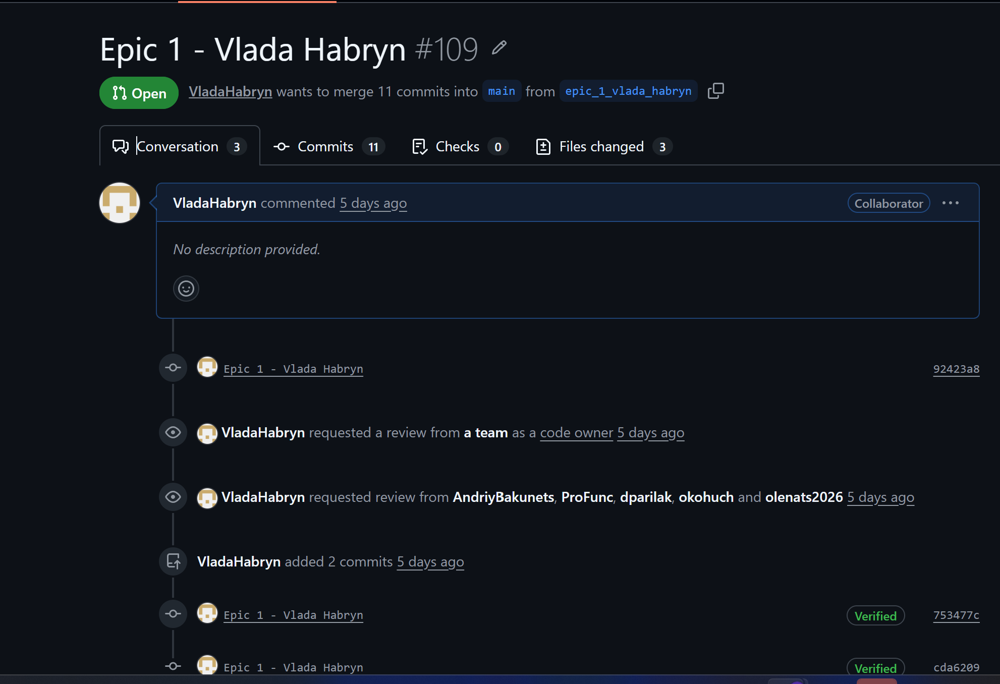 Epic 1 - Vlada Habryn #109
Open VladaHabryn wants to merge 11 commits into main from epic_1_vlada_habryn
Conversation 3 Commits 11 Checks 0 Files changed 3
VladaHabryn commented 5 days ago Collaborator
No description provided.
Epic 1 - Vlada Habryn 92423a8
VladaHabryn requested a review from a team as a code owner 5 days ago
VladaHabryn requested review from AndriyBakunets, ProFunc, dparilak, okohuch and olenats2026 5 days ago
VladaHabryn added 2 commits 5 days ago
Epic 1 - Vlada Habryn Verified 753477c
Epic 1 - Vlada Habryn Verified cda6209